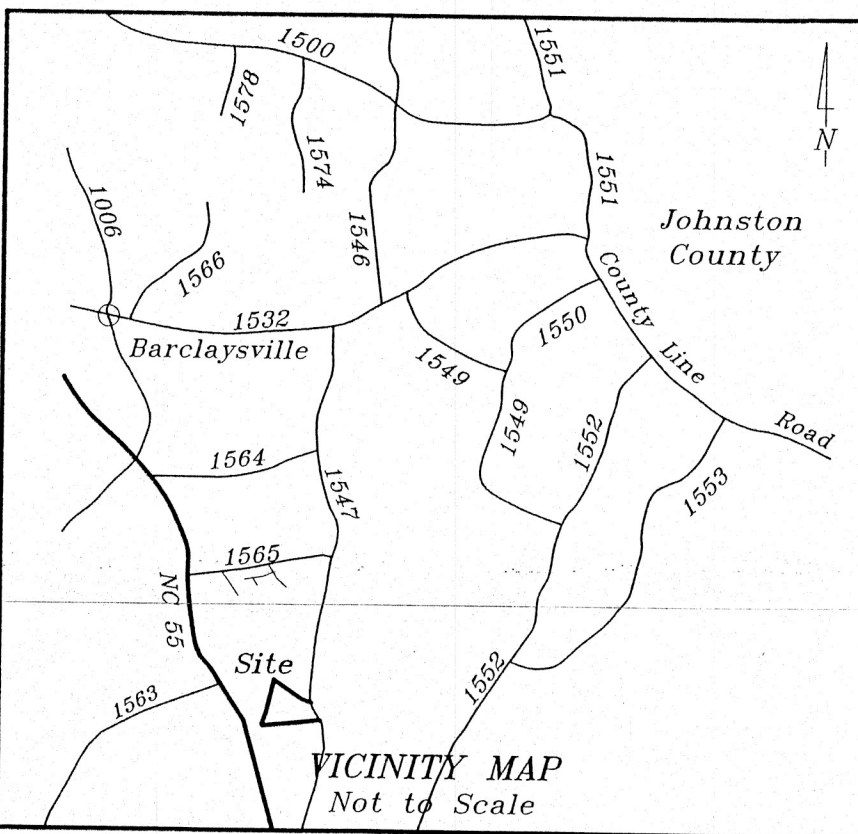 1500
1551
1578
1574
N
1551
1006
Johnston
County
1546
1566
County
Line
Road
1532
Barclaysville
1550
1549
1549
1552
1564
1547
1553
1565
NC 55
Site
1552
1563
VICINITY MAP
Not to Scale